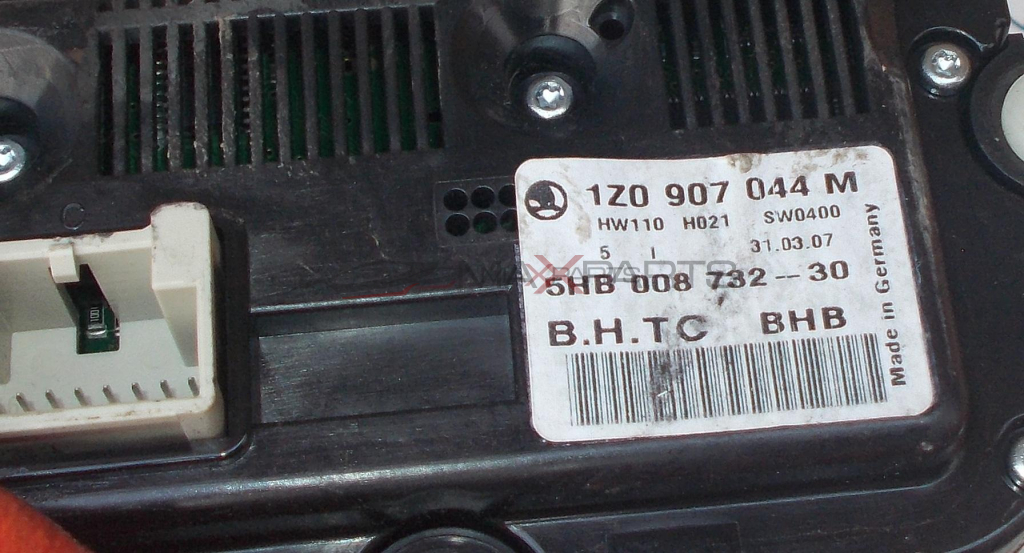 1Z0 907 044 M
HW110 H021 SW0400
5 I 31.03.07
5HB 008 732--30
B.H.TC BHB
Made in Germany
C
MAXXPARTS